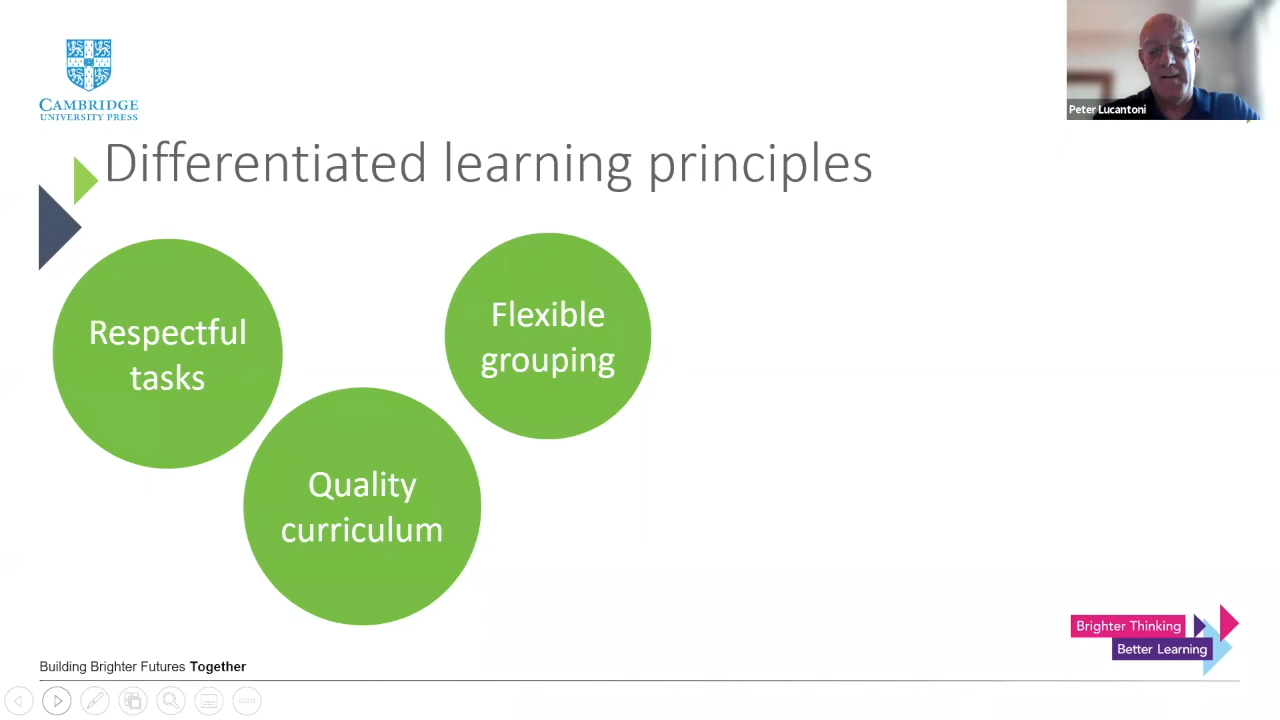 CAMBRIDGE
UNIVERSITY PRESS
Peter Lucantoni
Differentiated learning principles
Respectful
tasks
Flexible
grouping
Quality
curriculum
Brighter Thinking
Better Learning
Building Brighter Futures Together